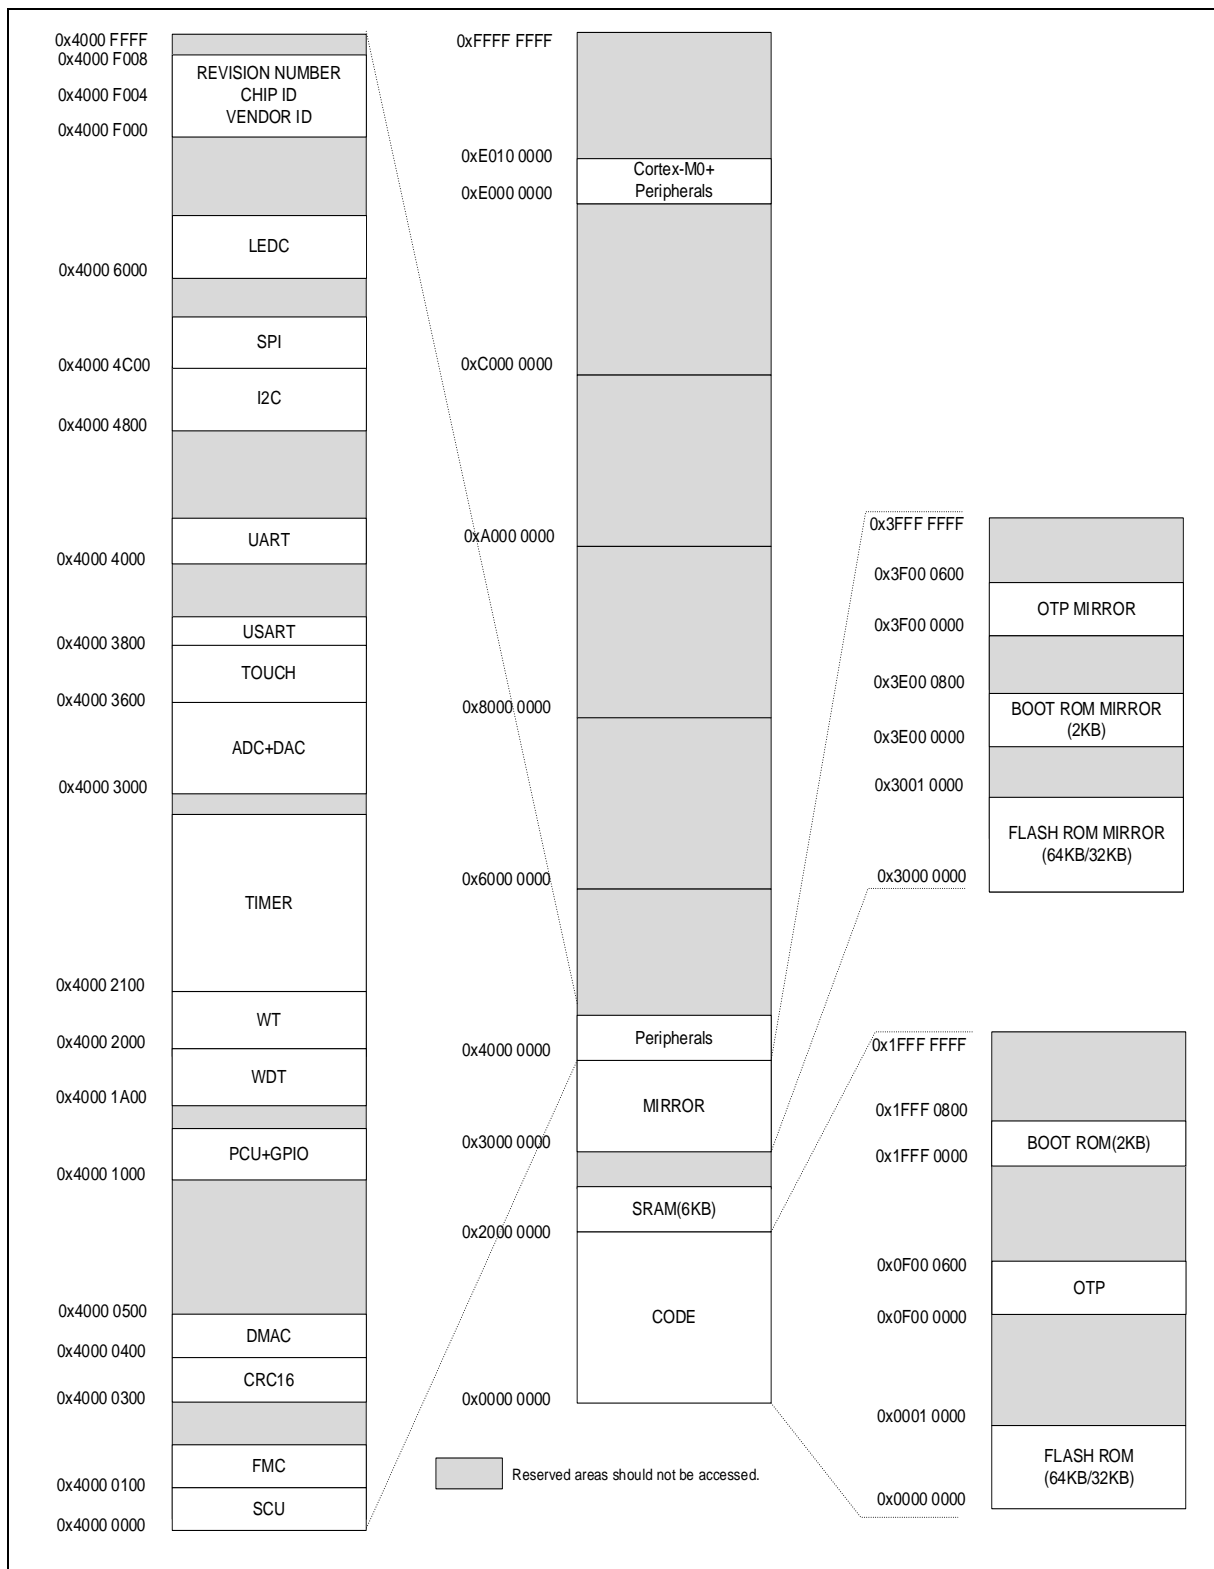 0x4000 FFFF
0x4000 F008
REVISION NUMBER
0x4000 F004
CHIP ID
VENDOR ID
0x4000 F000
LEDC
0x4000 6000
SPI
0x4000 4C00
I2C
0x4000 4800
UART
0x4000 4000
USART
0x4000 3800
TOUCH
0x4000 3600
ADC+DAC
0x4000 3000
TIMER
0x4000 2100
WT
0x4000 2000
WDT
0x4000 1A00
PCU+GPIO
0x4000 1000
0x4000 0500
DMAC
0x4000 0400
CRC16
0x4000 0300
FMC
0x4000 0100
SCU
0x4000 0000
0xFFFF FFFF
0xE010 0000
Cortex-M0+
Peripherals
0xE000 0000
0xC000 0000
0xA000 0000
0x8000 0000
0x6000 0000
Peripherals
0x4000 0000
MIRROR
0x3000 0000
SRAM(6KB)
0x2000 0000
CODE
0x0000 0000
Reserved areas should not be accessed.
0x3FFF FFFF
0x3F00 0600
OTP MIRROR
0x3F00 0000
0x3E00 0800
BOOT ROM MIRROR
(2KB)
0x3E00 0000
0x3001 0000
FLASH ROM MIRROR
(64KB/32KB)
0x3000 0000
0x1FFF FFFF
0x1FFF 0800
BOOT ROM(2KB)
0x1FFF 0000
0x0F00 0600
OTP
0x0F00 0000
0x0001 0000
FLASH ROM
(64KB/32KB)
0x0000 0000